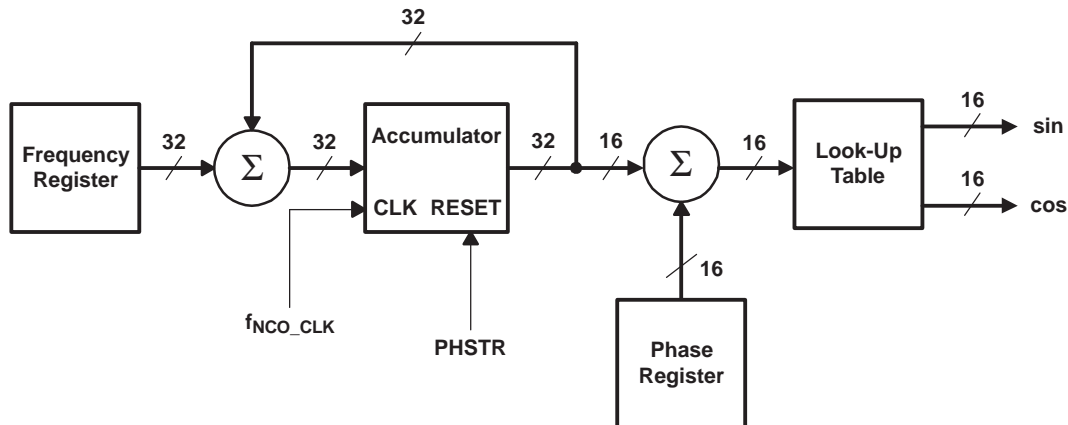 32
Frequency
Register
32
Σ
32
Accumulator
CLK RESET
32
16
Σ
16
Look-Up
Table
16
sin
16
cos
16
fNCO_CLK
PHSTR
Phase
Register